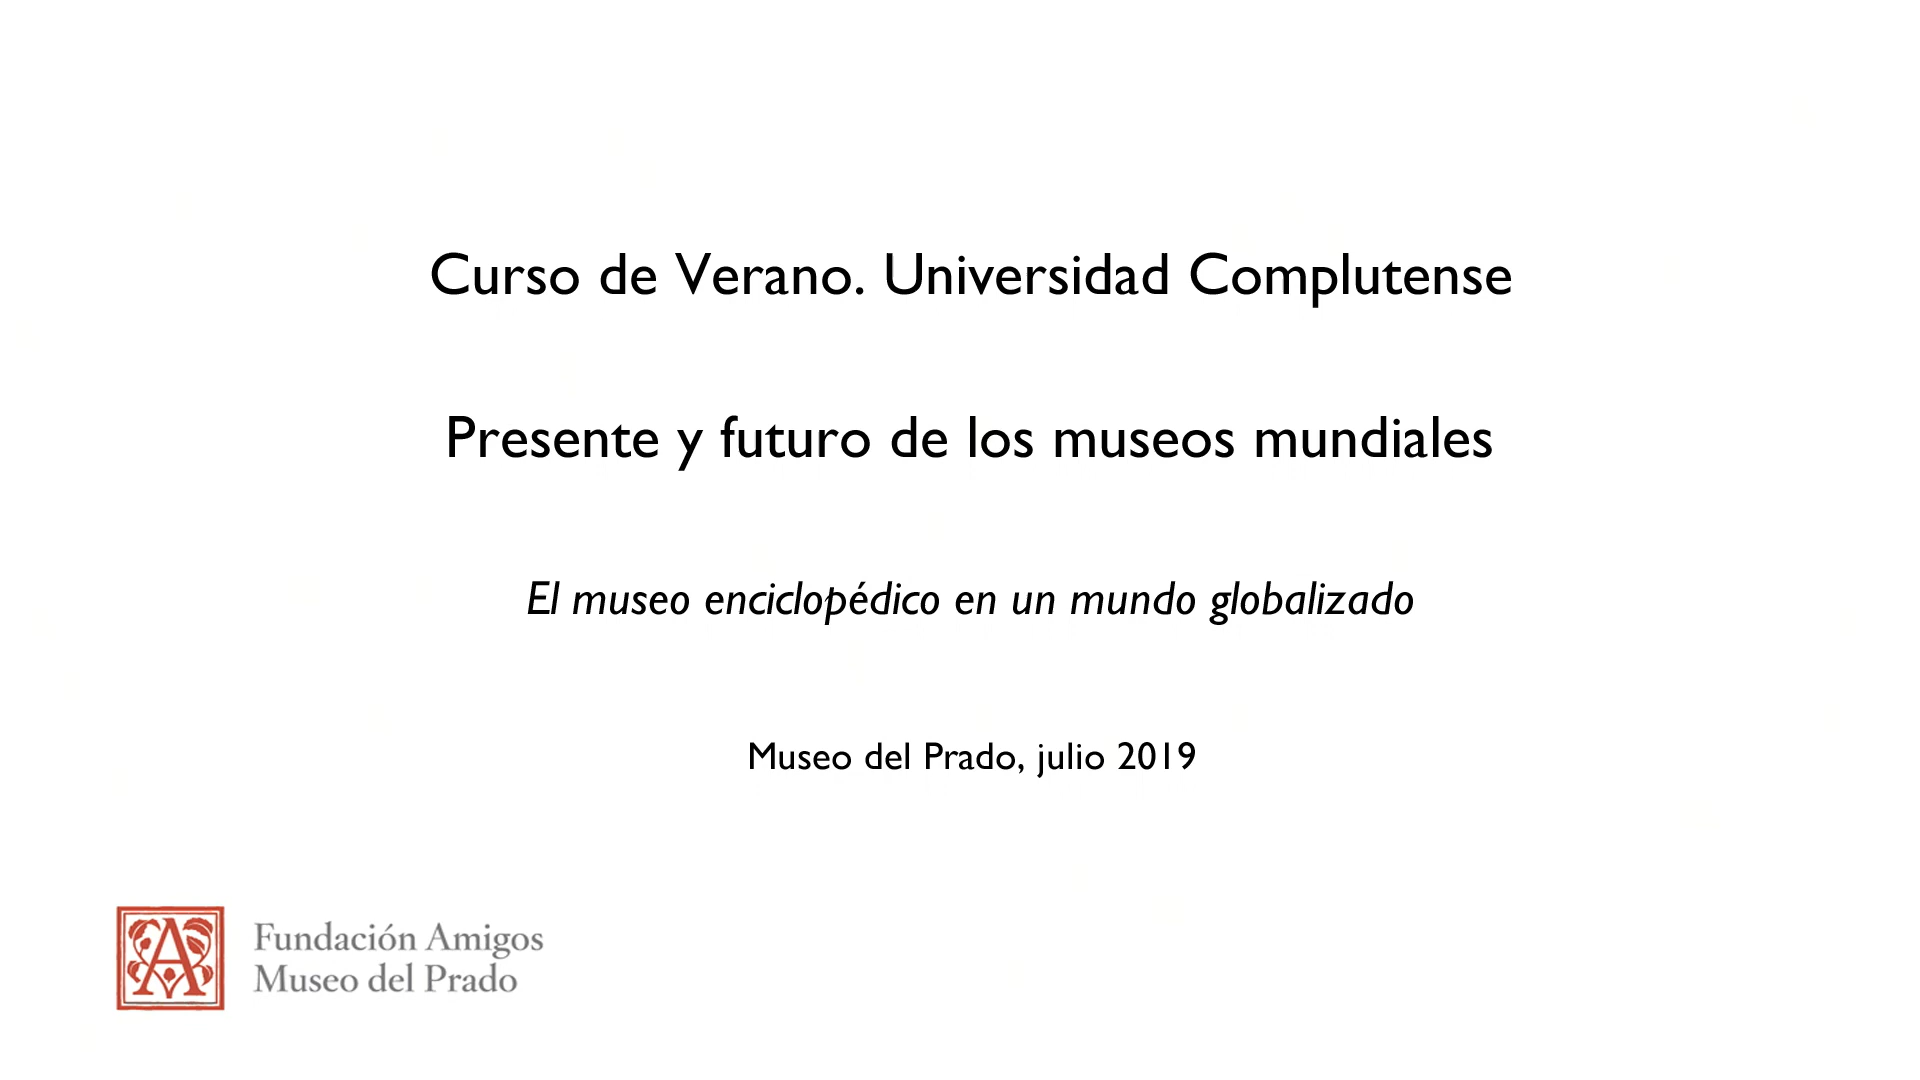 Curso de Verano. Universidad Complutense
Presente y futuro de los museos mundiales
El museo enciclopédico en un mundo globalizado
Museo del Prado, julio 2019
A
Fundación Amigos
Museo del Prado